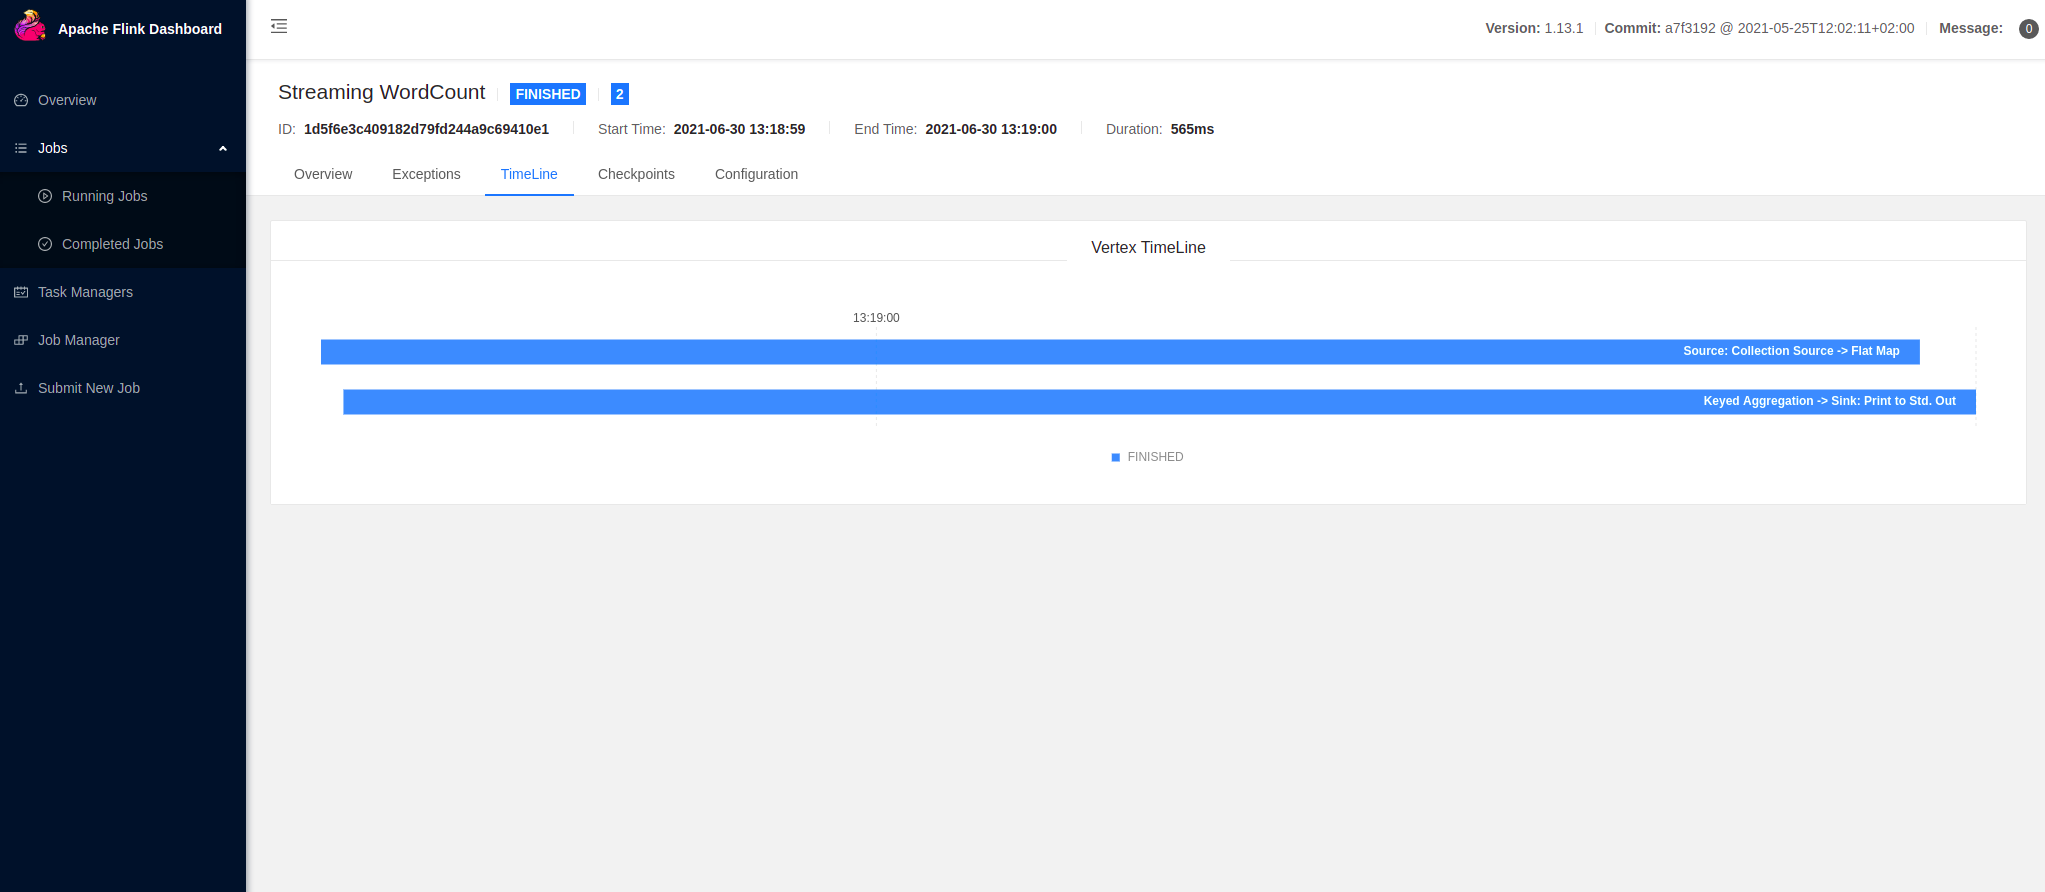 Apache Flink Dashboard
Version: 1.13.1 Commit: a7f3192 @ 2021-05-25T12:02:11+02:00 Message: 0
Overview
Jobs
Running Jobs
Completed Jobs
Task Managers
Job Manager
Submit New Job
Streaming WordCount FINISHED 2
ID: 1d5f6e3c409182d79fd244a9c69410e1 Start Time: 2021-06-30 13:18:59 End Time: 2021-06-30 13:19:00 Duration: 565ms
Overview Exceptions TimeLine Checkpoints Configuration
Vertex TimeLine
13:19:00
Source: Collection Source -> Flat Map
Keyed Aggregation -> Sink: Print to Std. Out
FINISHED